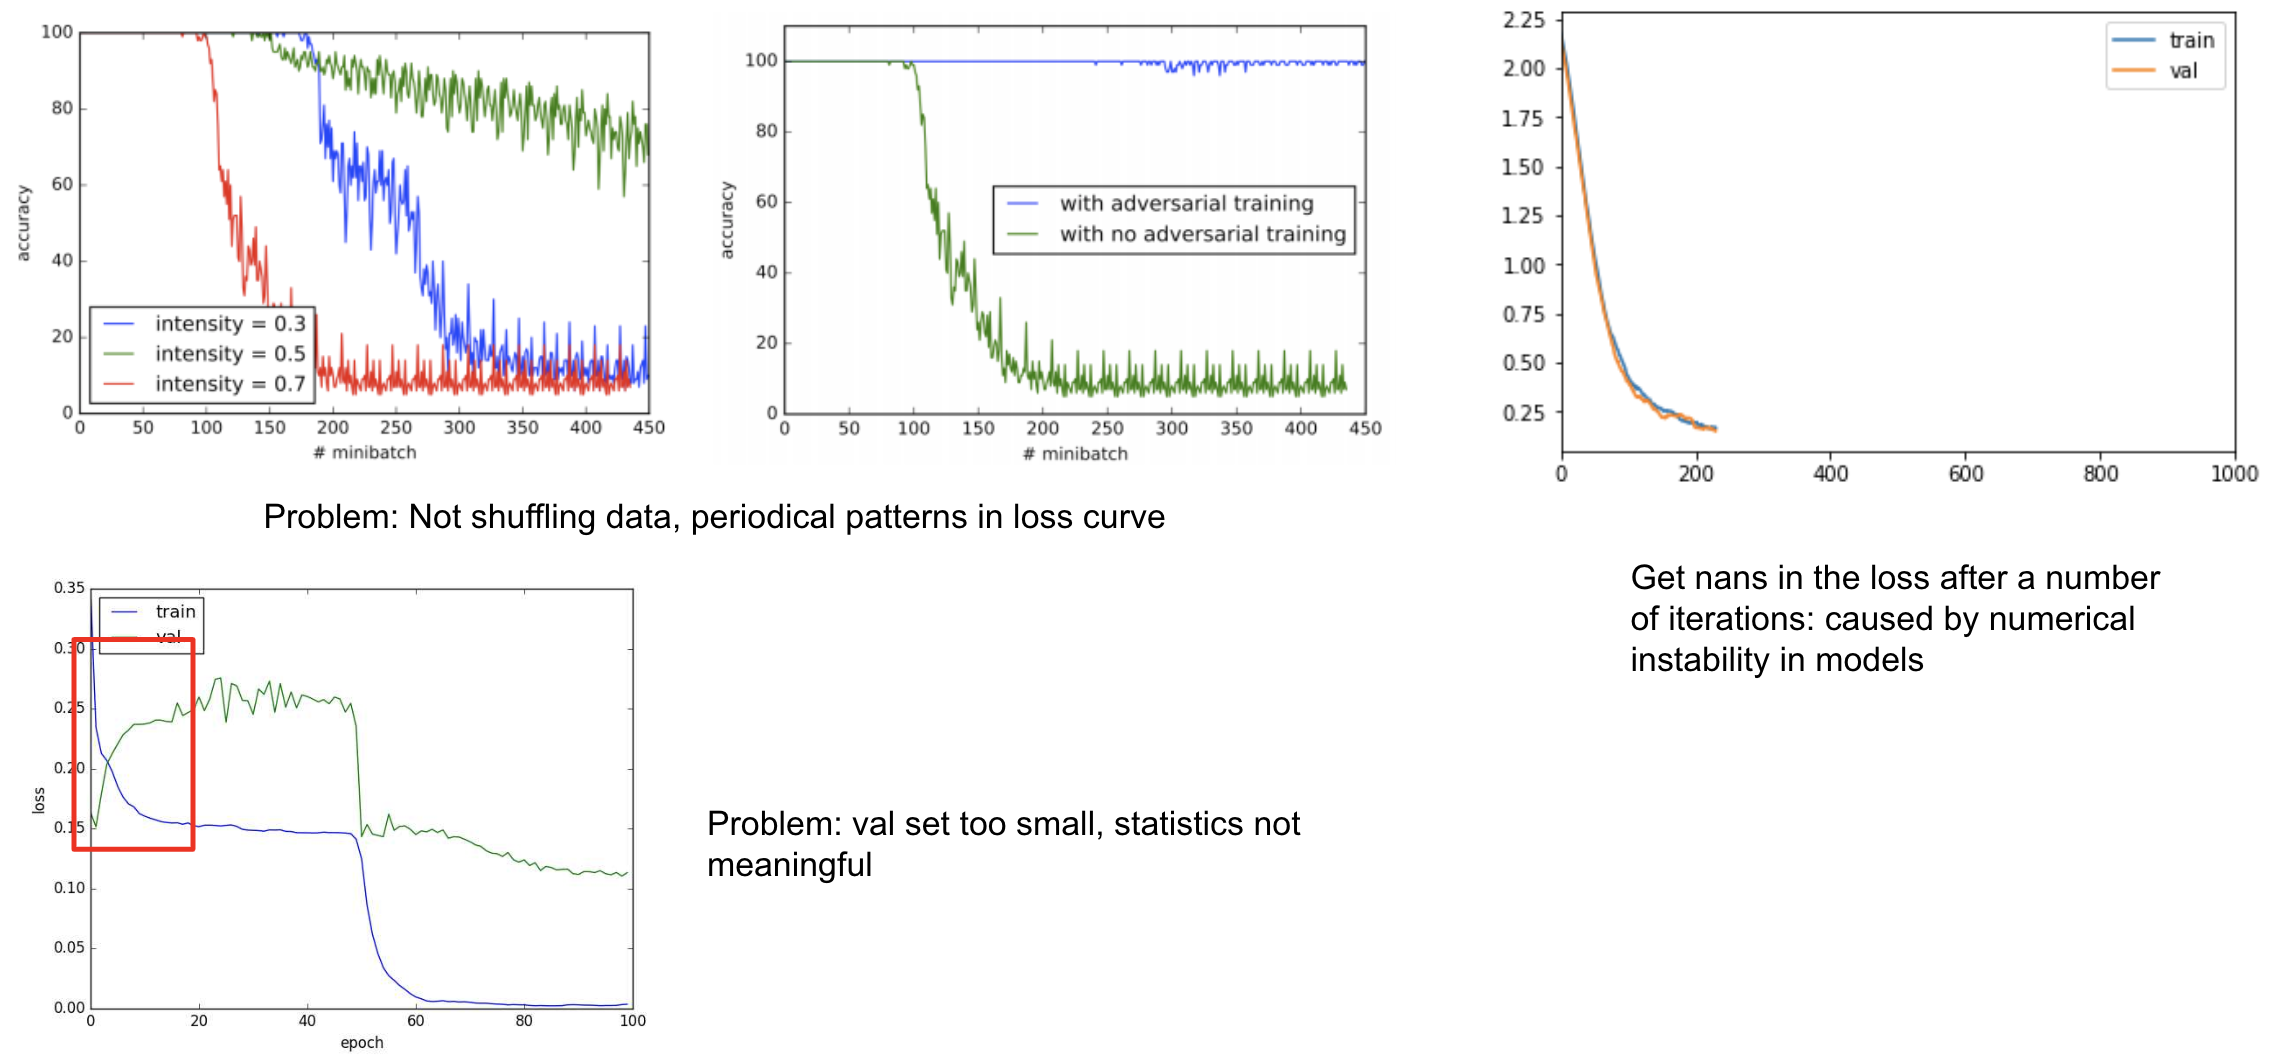 100
80
60
40
20
0
accuracy
intensity = 0.3
intensity = 0.5
intensity = 0.7
0 50 100 150 200 250 300 350 400 450
# minibatch
100
80
60
40
20
0
accuracy
with adversarial training
with no adversarial training
0 50 100 150 200 250 300 350 400 450
# minibatch
2.25
2.00
1.75
1.50
1.25
1.00
0.75
0.50
0.25
train
val
0 200 400 600 800 1000
Problem: Not shuffling data, periodical patterns in loss curve
Get nans in the loss after a number
of iterations: caused by numerical
instability in models
0.35
0.30
0.25
0.20
0.15
0.10
0.05
0.00
loss
train
val
0 20 40 60 80 100
epoch
Problem: val set too small, statistics not
meaningful